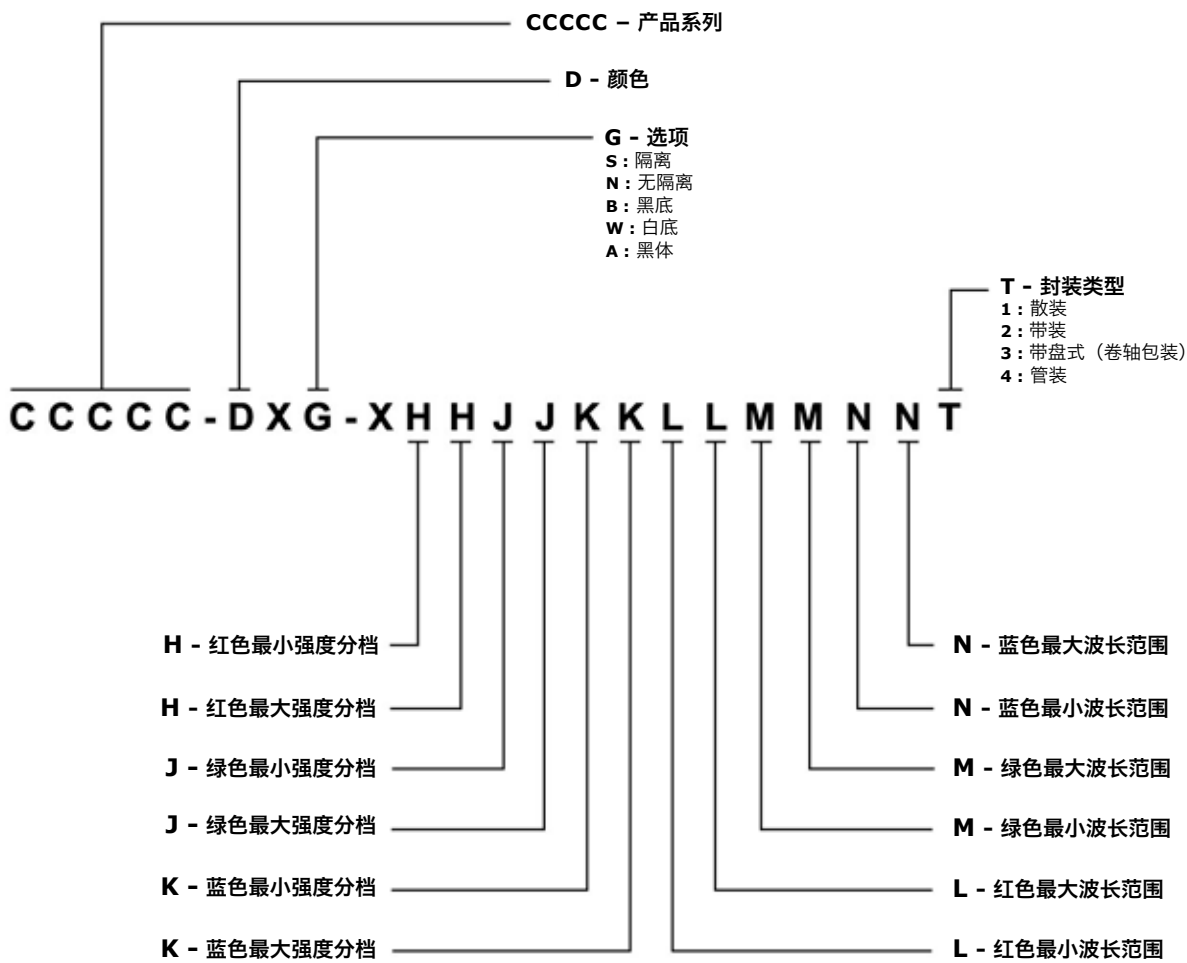 CCCCC – 产品系列
D - 颜色
G - 选项
S : 隔离
N : 无隔离
B : 黑底
W : 白底
A : 黑体
T - 封装类型
1 : 散装
2 : 带装
3 : 带盘式（卷轴包装）
4 : 管装
C C C C C - D X G - X H H J J K K L L M M N N T
H - 红色最小强度分档
N - 蓝色最大波长范围
H - 红色最大强度分档
N - 蓝色最小波长范围
J - 绿色最小强度分档
M - 绿色最大波长范围
J - 绿色最大强度分档
M - 绿色最小波长范围
K - 蓝色最小强度分档
L - 红色最大波长范围
K - 蓝色最大强度分档
L - 红色最小波长范围